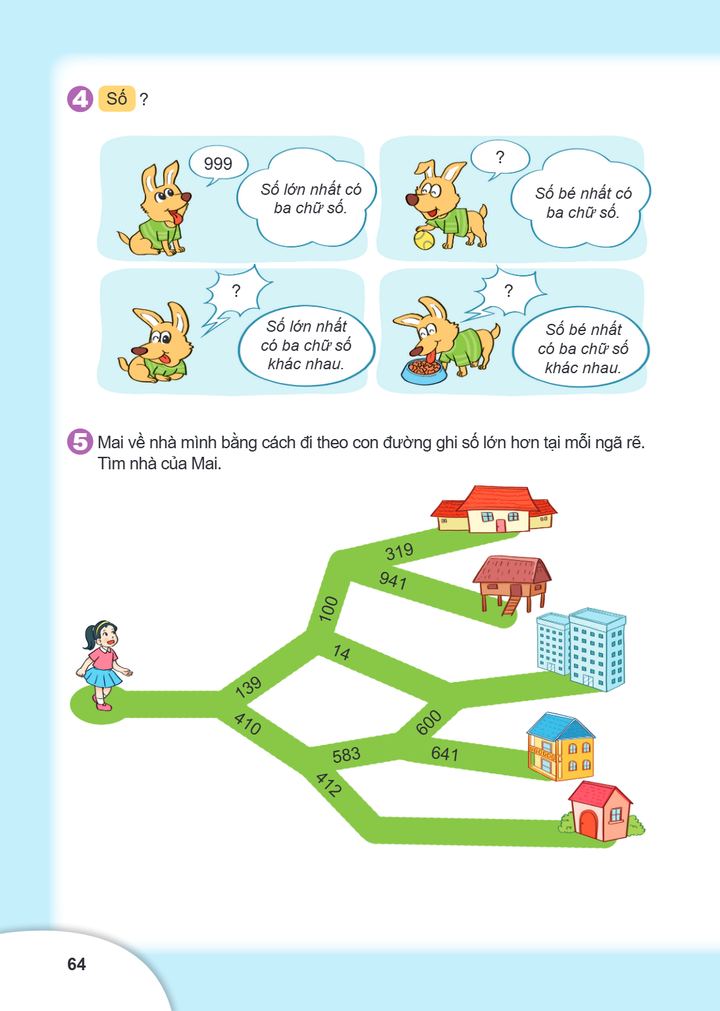 4 Số ?
999
Số lớn nhất có
ba chữ số.
?
Số bé nhất có
ba chữ số.
?
Số lớn nhất
có ba chữ số
khác nhau.
?
Số bé nhất
có ba chữ số
khác nhau.
5 Mai về nhà mình bằng cách đi theo con đường ghi số lớn hơn tại mỗi ngã rẽ.
Tìm nhà của Mai.
319
941
100
14
139
410
600
583
641
412
64